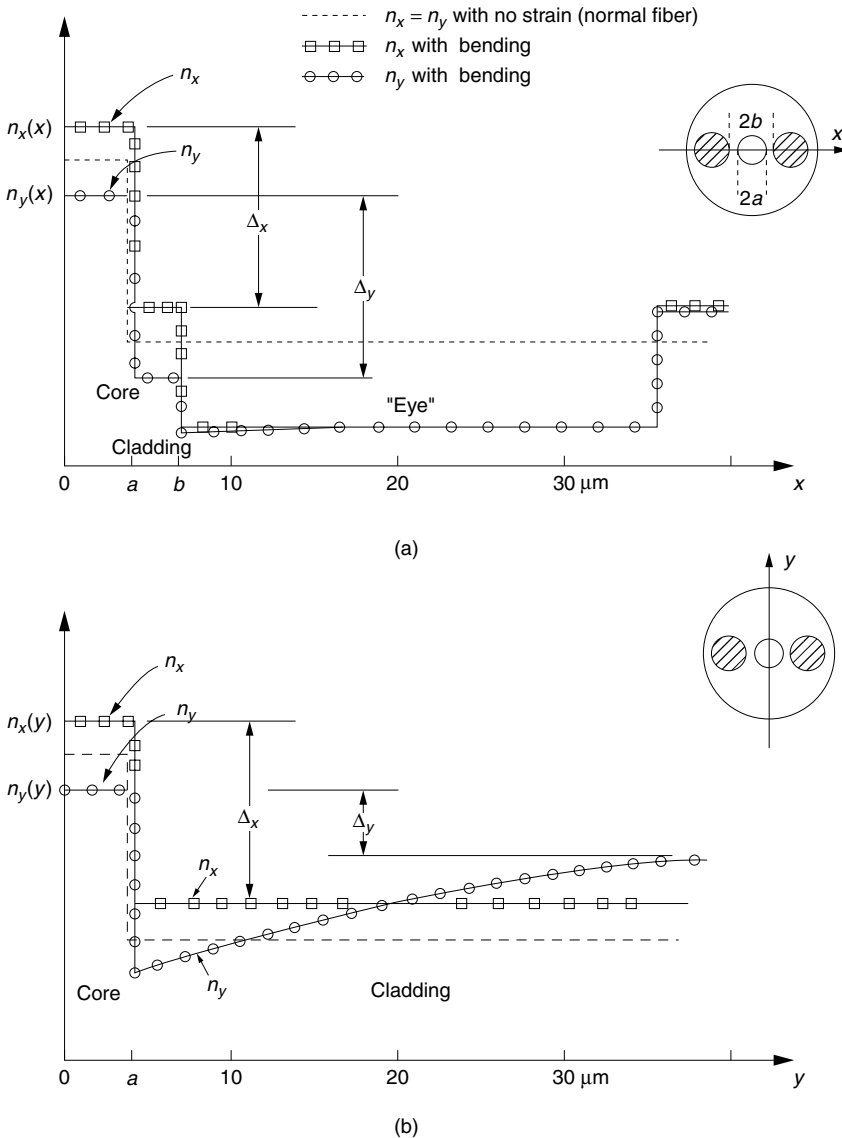 n_x = n_y with no strain (normal fiber)
n_x with bending
n_y with bending
n_x
n_x(x)
n_y
n_y(x)
Δ_x
Δ_y
2b
x
2a
Core
"Eye"
Cladding
0 a b 10 20 30 μm x
(a)
y
n_x
n_y
n_x(y)
n_y(y)
Δ_x
Δ_y
n_x
n_y
Core
Cladding
0 a 10 20 30 μm y
(b)